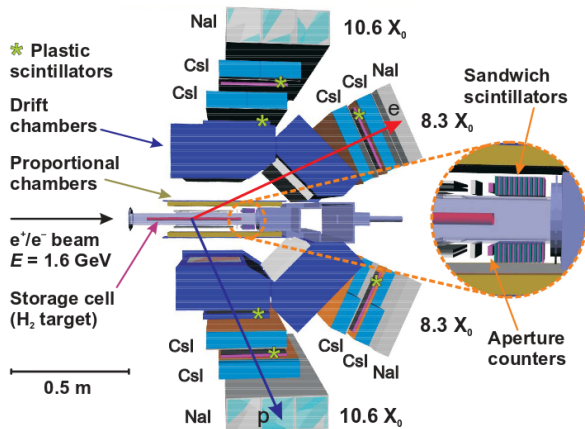 NaI
10.6 X₀
* Plastic
scintillators
CsI
CsI
NaI
CsI
CsI
e
8.3 X₀
Sandwich
scintillators
Drift
chambers
Proportional
chambers
e⁺/e⁻ beam
E = 1.6 GeV
Storage cell
(H₂ target)
Aperture
counters
8.3 X₀
CsI
CsI
CsI
CsI
NaI
0.5 m
NaI
p
10.6 X₀